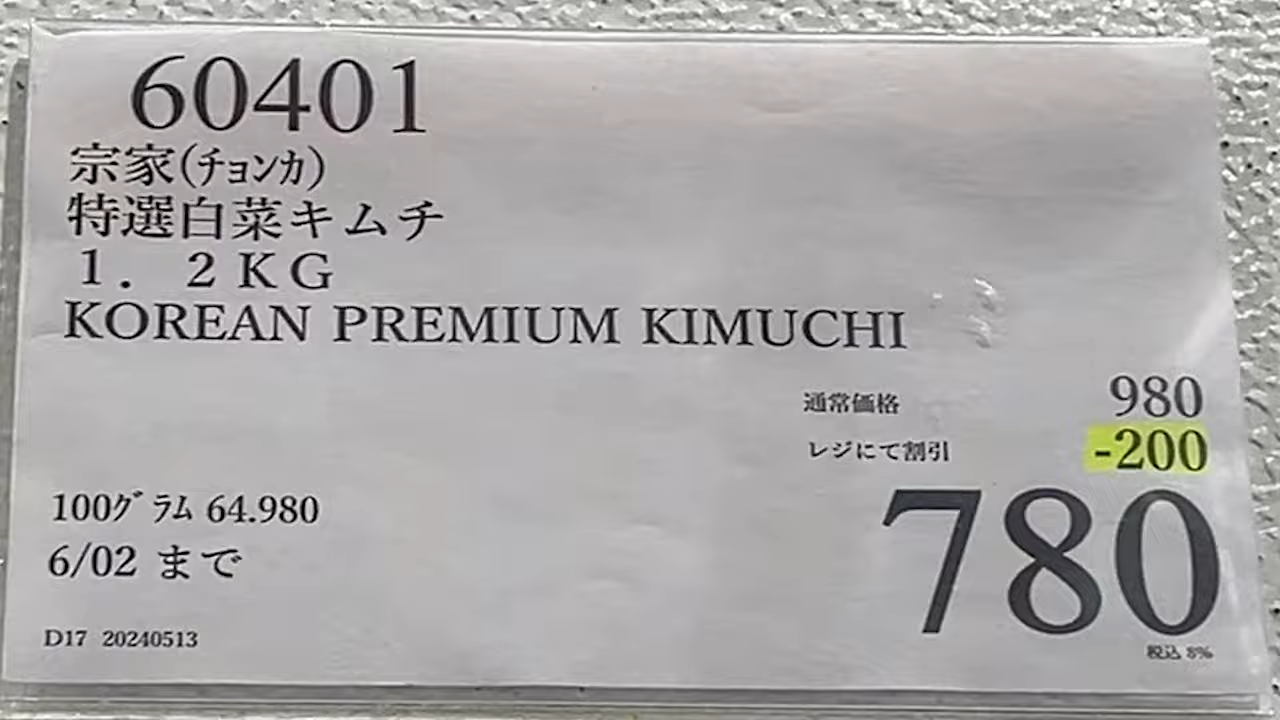 60401
宗家(ﾁｮﾝｶ)
特選白菜キムチ
１．２ＫＧ
KOREAN PREMIUM KIMUCHI
通常価格 980
レジにて割引 -200
780
税込 8%
100ｸﾞﾗﾑ 64.980
6/02 まで
D17 20240513